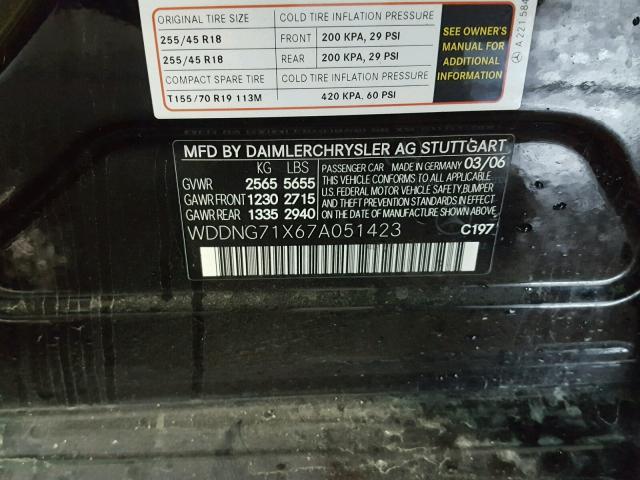 ORIGINAL TIRE SIZE COLD TIRE INFLATION PRESSURE
255/45 R18 FRONT 200 KPA, 29 PSI
255/45 R18 REAR 200 KPA, 29 PSI
COMPACT SPARE TIRE COLD TIRE INFLATION PRESSURE
T155/70 R19 113M 420 KPA. 60 PSI
SEE OWNER'S
MANUAL FOR
ADDITIONAL
INFORMATION
A 221 584
MFD BY DAIMLERCHRYSLER AG STUTTGART
KG LBS
GVWR 2565 5655
GAWR FRONT 1230 2715
GAWR REAR 1335 2940
PASSENGER CAR MADE IN GERMANY 03/06
THIS VEHICLE CONFORMS TO ALL APPLICABLE
U.S. FEDERAL MOTOR VEHICLE SAFETY, BUMPER
AND THEFT PREVENTION STANDARDS IN EFFECT
ON THE DATE OF MANUFACTURE SHOWN ABOVE.
WDDNG71X67A051423 C197